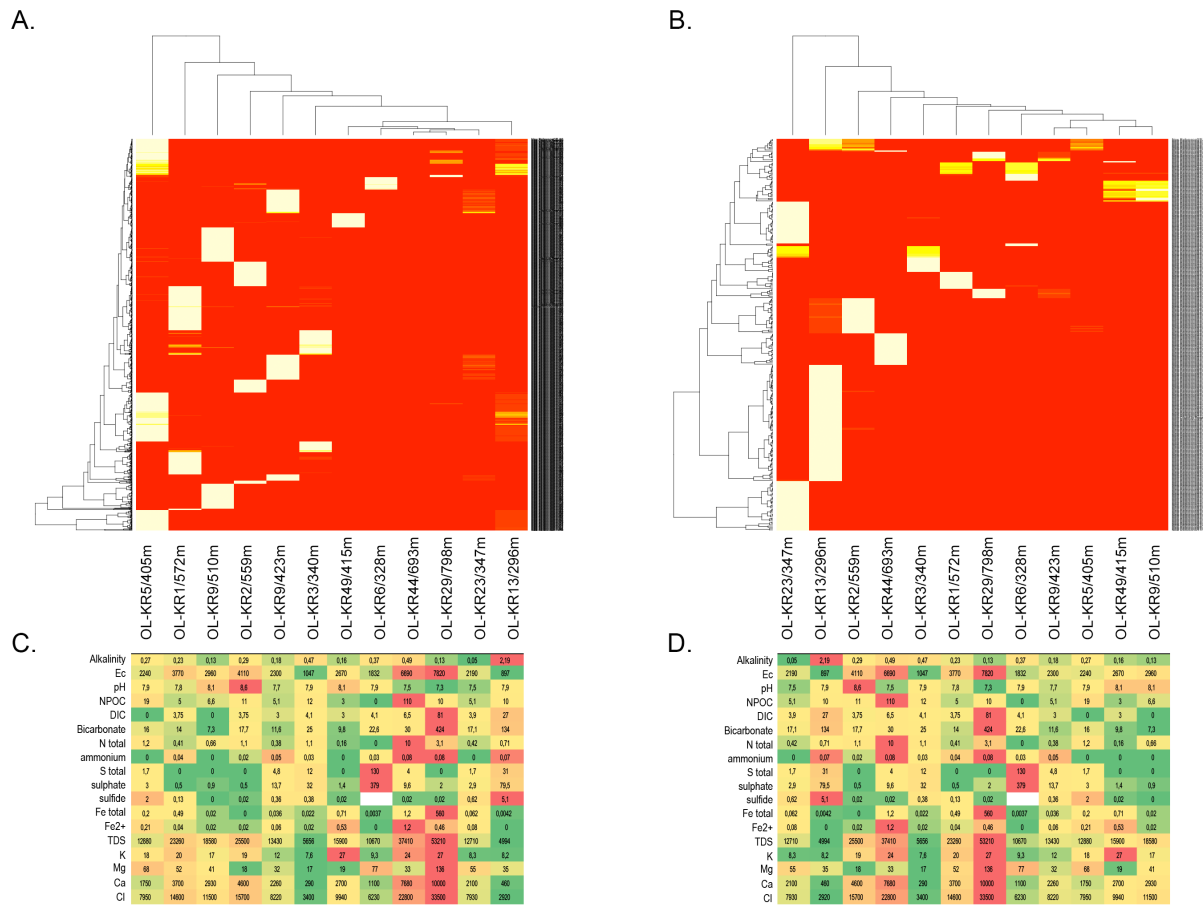 A.
B.
OL-KR5/405m
OL-KR1/572m
OL-KR9/510m
OL-KR2/559m
OL-KR9/423m
OL-KR3/340m
OL-KR49/415m
OL-KR6/328m
OL-KR44/693m
OL-KR29/798m
OL-KR23/347m
OL-KR13/296m
OL-KR23/347m
OL-KR13/296m
OL-KR2/559m
OL-KR44/693m
OL-KR3/340m
OL-KR1/572m
OL-KR29/798m
OL-KR6/328m
OL-KR9/423m
OL-KR5/405m
OL-KR49/415m
OL-KR9/510m
C.
Alkalinity 0,27 0,23 0,13 0,29 0,18 0,47 0,16 0,37 0,49 0,13 0,05 2,19
Ec 2240 3770 2960 4110 2300 1047 2670 1832 6690 7820 2190 897
pH 7,9 7,8 8,1 8,6 7,7 7,9 8,1 7,9 7,5 7,3 7,5 7,9
NPOC 19 5 6,6 11 5,1 12 3 0 110 10 5,1 10
DIC 0 3,75 0 3,75 3 4,1 3 4,1 6,5 81 3,9 27
Bicarbonate 16 14 7,3 17,7 11,6 25 9,8 22,6 30 424 17,1 134
N total 1,2 0,41 0,66 1,1 0,38 1,1 0,16 0 10 3,1 0,42 0,71
ammonium 0 0 0,02 0,05 0 0,08 0,08 0 0,07
S total 1,7 0 0 0 4,8 12 0 130 4 0 1,7 31
sulphate 3 0,5 0,9 0,5 13,7 32 1,4 379 9,6 2 2,9 79,5
sulfide 2 0,13 0 0,02 0,36 0,38 0,02 0,02 0,02 0,62 5,1
Fe total 0,2 0,49 0 0,036 0,022 0,71 0,0037 1,2 560 0,062 0,0042
Fe2+ 0,21 0,04 0,02 0,02 0,06 0,02 0,53 0,06 1,2 0,46 0,08 0
TDS 12680 23260 18580 25500 13430 5656 15900 10670 37410 53210 12710 4994
K 18 20 17 19 12 7,6 27 9,3 24 27 8,3 8,2
Mg 68 52 41 18 32 17 19 77 33 136 55 35
Ca 1750 3700 2930 4600 2260 290 2700 1100 7680 10000 2100 460
Cl 7950 14600 11500 15700 8220 3400 9940 6230 22800 33500 7930 2920
D.
Alkalinity 0,05 2,19 0,29 0,49 0,47 0,23 0,13 0,37 0,18 0,27 0,16 0,13
Ec 2190 897 4110 6690 1047 3770 7820 1832 2300 2240 2670 2960
pH 7,5 7,9 8,6 7,5 7,9 7,8 7,3 7,9 7,7 7,9 8,1 8,1
NPOC 5,1 10 11 110 12 5 10 0 5,1 19 3 6,6
DIC 3,9 27 3,75 6,5 4,1 3,75 81 4,1 3 0 3 0
Bicarbonate 17,1 134 17,7 30 25 14 424 22,6 11,6 16 9,8 7,3
N total 0,42 0,71 1,1 10 1,1 0,41 3,1 0 0,38 1,2 0,16 0,66
ammonium 0 0,07 0,02 0,08 0 0,08 0,05 0 0
S total 1,7 31 0 4 12 0 0 130 4,8 1,7 0 0
sulphate 2,9 79,5 0,5 9,6 32 0,5 2 379 13,7 3 1,4 0,9
sulfide 0,62 5,1 0,02 0,02 0,38 0,13 0,02 0,36 2 0,02 0
Fe total 0,062 0,0042 0 1,2 0,022 0,49 560 0,0037 0,036 0,2 0,71
Fe2+ 0,08 0 0,02 1,2 0,02 0,04 0,46 0,06 0,06 0,21 0,53 0,02
TDS 12710 4994 25500 37410 5656 23260 53210 10670 13430 12680 15900 18580
K 8,3 8,2 19 24 7,6 20 27 9,3 12 18 27 17
Mg 55 35 18 33 17 52 136 77 32 68 19 41
Ca 2100 460 4600 7680 290 3700 10000 1100 2260 1750 2700 2930
Cl 7930 2920 15700 22800 3400 14600 33500 6230 8220 7950 9940 11500